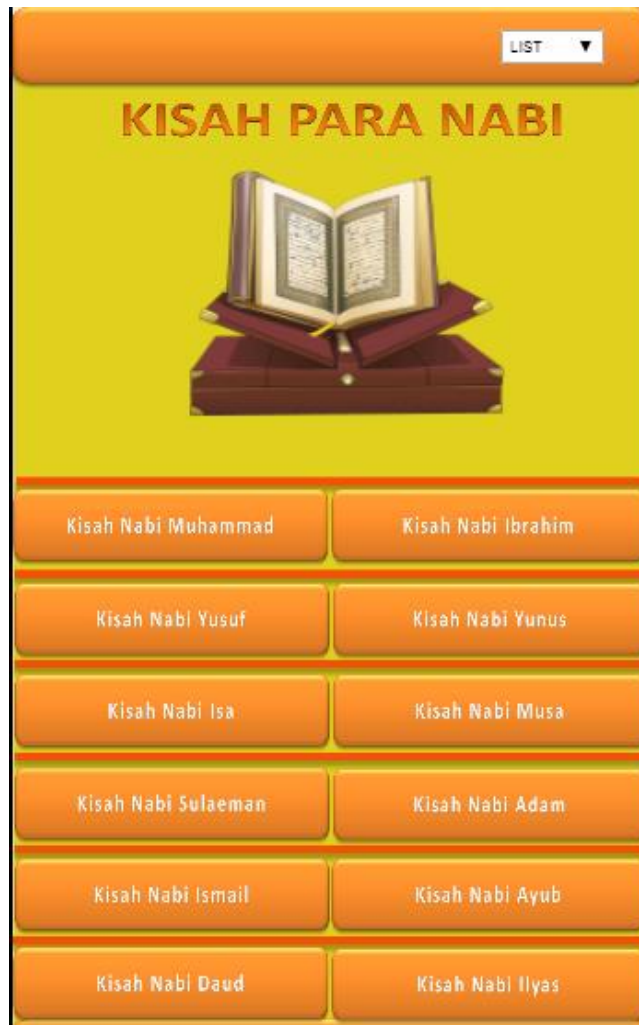 LIST ▼
KISAH PARA NABI
Kisah Nabi Muhammad
Kisah Nabi Ibrahim
Kisah Nabi Yusuf
Kisah Nabi Yunus
Kisah Nabi Isa
Kisah Nabi Musa
Kisah Nabi Sulaeman
Kisah Nabi Adam
Kisah Nabi Ismail
Kisah Nabi Ayub
Kisah Nabi Daud
Kisah Nabi Ilyas